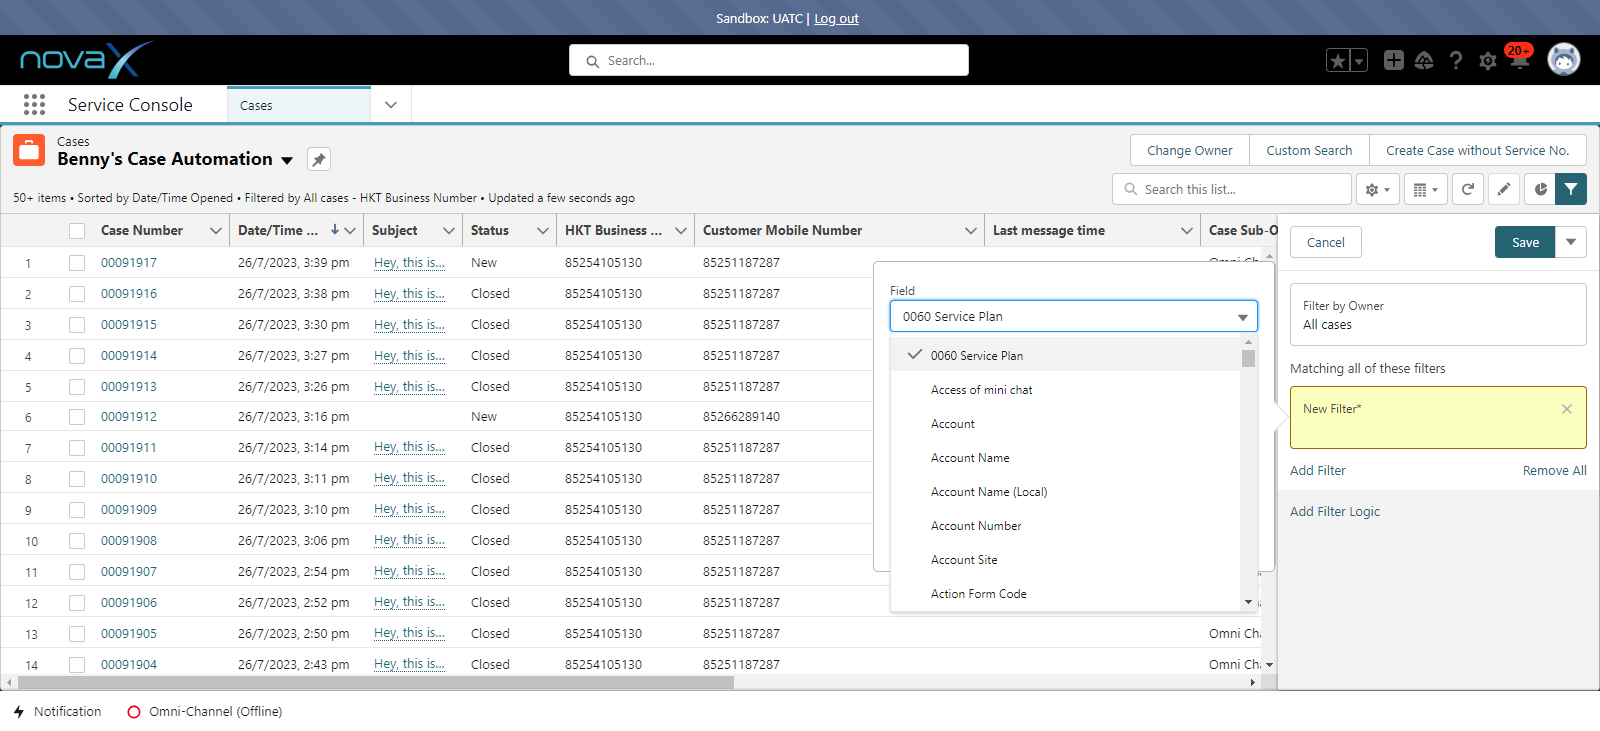 Sandbox: UATC | Log out
novaX
Search...
20+
Service Console
Cases
Cases
Benny's Case Automation
Change Owner
Custom Search
Create Case without Service No.
50+ items • Sorted by Date/Time Opened • Filtered by All cases - HKT Business Number • Updated a few seconds ago
Search this list...
Case Number Date/Time ... Subject Status HKT Business ... Customer Mobile Number Last message time Case Sub-O
1 00091917 26/7/2023, 3:39 pm Hey, this is... New 85254105130 85251187287
2 00091916 26/7/2023, 3:38 pm Hey, this is... Closed 85254105130 85251187287
3 00091915 26/7/2023, 3:30 pm Hey, this is... Closed 85254105130 85251187287
4 00091914 26/7/2023, 3:27 pm Hey, this is... Closed 85254105130 85251187287
5 00091913 26/7/2023, 3:26 pm Hey, this is... Closed 85254105130 85251187287
6 00091912 26/7/2023, 3:16 pm New 85254105130 85266289140
7 00091911 26/7/2023, 3:14 pm Hey, this is... Closed 85254105130 85251187287
8 00091910 26/7/2023, 3:11 pm Hey, this is... Closed 85254105130 85251187287
9 00091909 26/7/2023, 3:10 pm Hey, this is... Closed 85254105130 85251187287
10 00091908 26/7/2023, 3:06 pm Hey, this is... Closed 85254105130 85251187287
11 00091907 26/7/2023, 2:54 pm Hey, this is... Closed 85254105130 85251187287
12 00091906 26/7/2023, 2:52 pm Hey, this is... Closed 85254105130 85251187287
13 00091905 26/7/2023, 2:50 pm Hey, this is... Closed 85254105130 85251187287 Omni Cha
14 00091904 26/7/2023, 2:43 pm Hey, this is... Closed 85254105130 85251187287 Omni Cha
Field
0060 Service Plan
0060 Service Plan
Access of mini chat
Account
Account Name
Account Name (Local)
Account Number
Account Site
Action Form Code
Cancel
Save
Filter by Owner
All cases
Matching all of these filters
New Filter*
Add Filter
Remove All
Add Filter Logic
Notification
Omni-Channel (Offline)